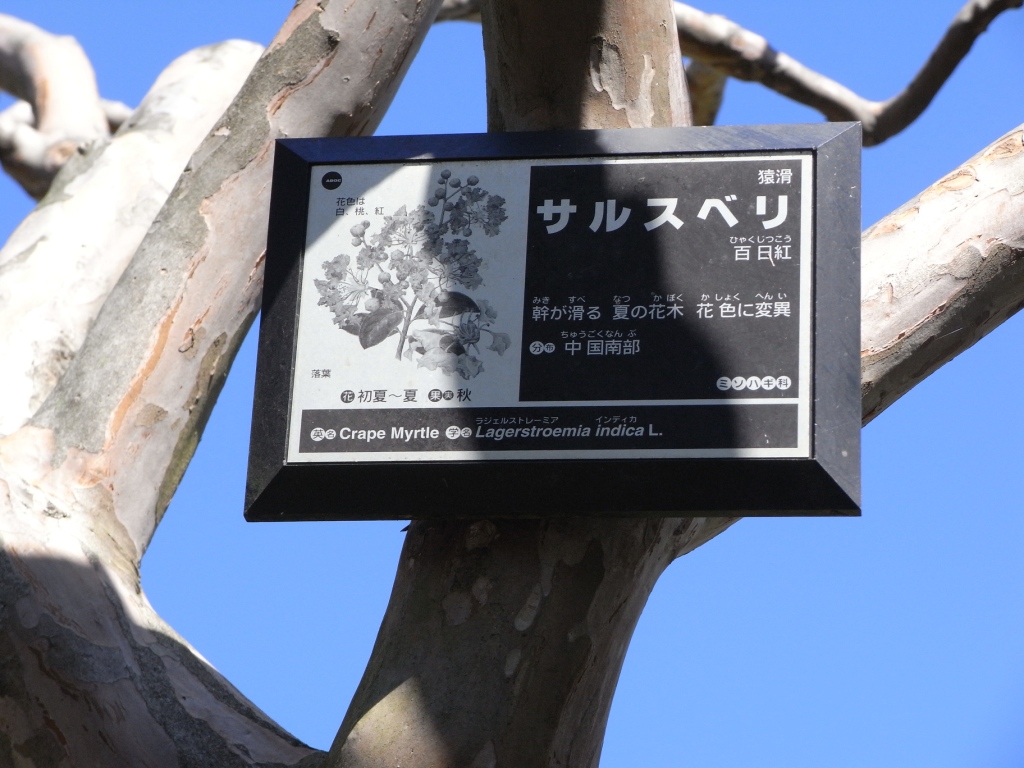 花色は
白、桃、紅
落葉
花 初夏～夏 果実 秋
猿滑
サルスベリ
ひゃくじつこう
百日紅
みき すべ なつ かぼく かしょく へんい
幹が滑る 夏の花木 花色に変異
ちゅうごくなんぶ
分布 中国南部
ミソハギ科
ラジェルストレーミア インディカ
英名 Crape Myrtle 学名 Lagerstroemia indica L.